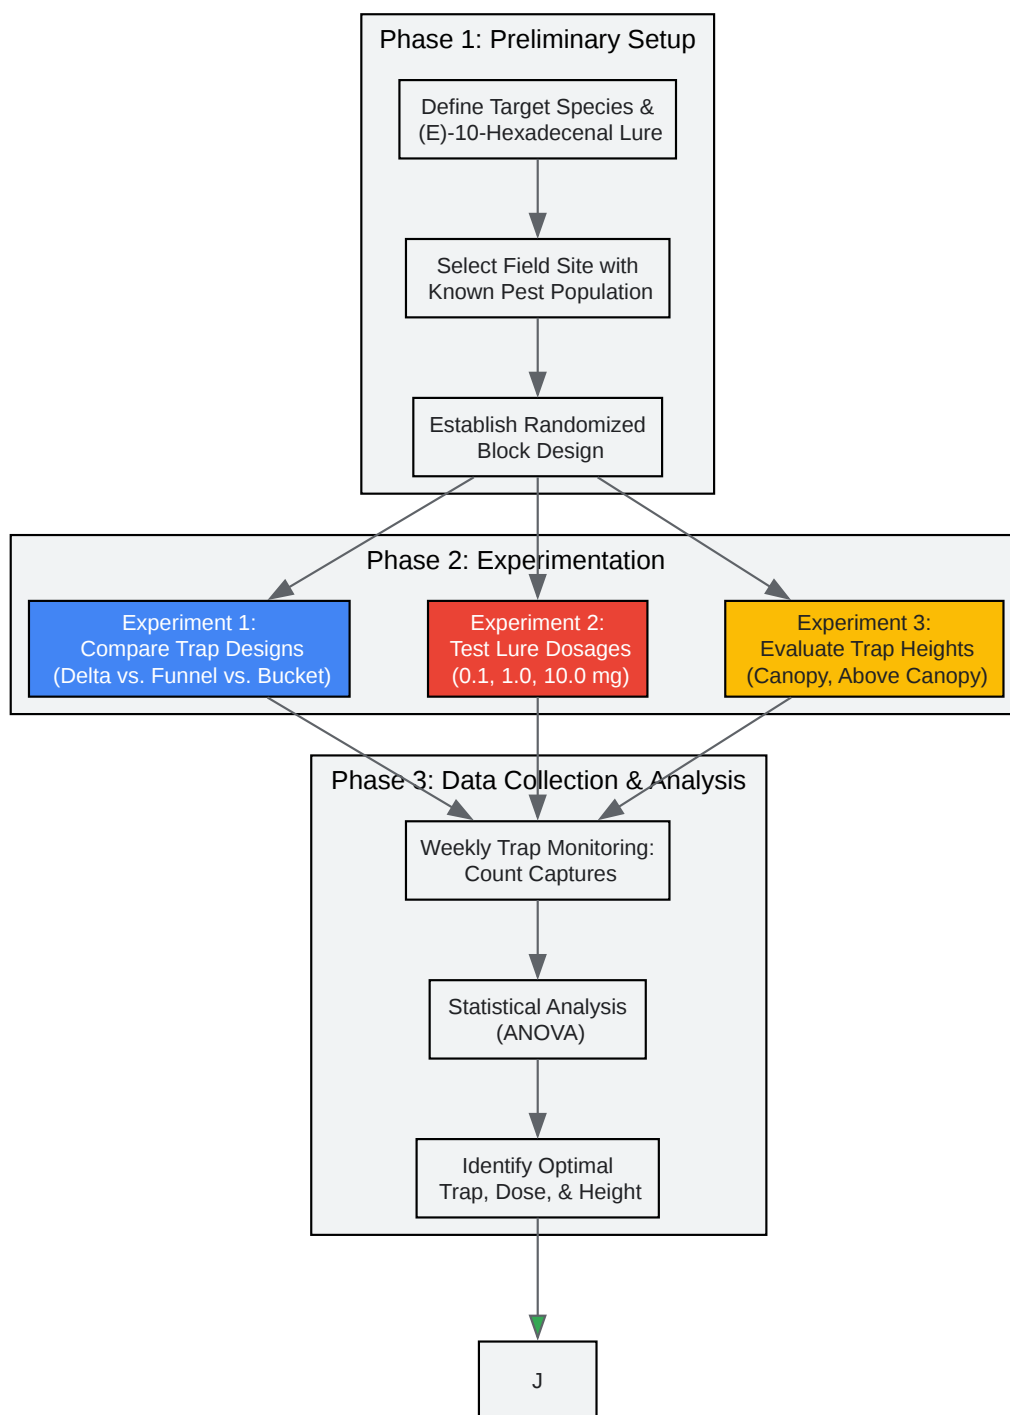 Phase 1: Preliminary Setup
Define Target Species &
(E)-10-Hexadecenal Lure
Select Field Site with
Known Pest Population
Establish Randomized
Block Design
Phase 2: Experimentation
Experiment 1:
Compare Trap Designs
(Delta vs. Funnel vs. Bucket)
Experiment 2:
Test Lure Dosages
(0.1, 1.0, 10.0 mg)
Experiment 3:
Evaluate Trap Heights
(Canopy, Above Canopy)
Phase 3: Data Collection & Analysis
Weekly Trap Monitoring:
Count Captures
Statistical Analysis
(ANOVA)
Identify Optimal
Trap, Dose, & Height
J